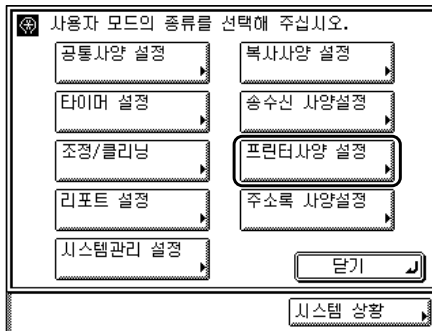 사용자 모드의 종류를 선택해 주십시오.
공통사양 설정
복사사양 설정
타이머 설정
송수신 사양설정
조정/클리닝
프린터사양 설정
리포트 설정
주소록 사양설정
시스템관리 설정
닫기
시스템 상황